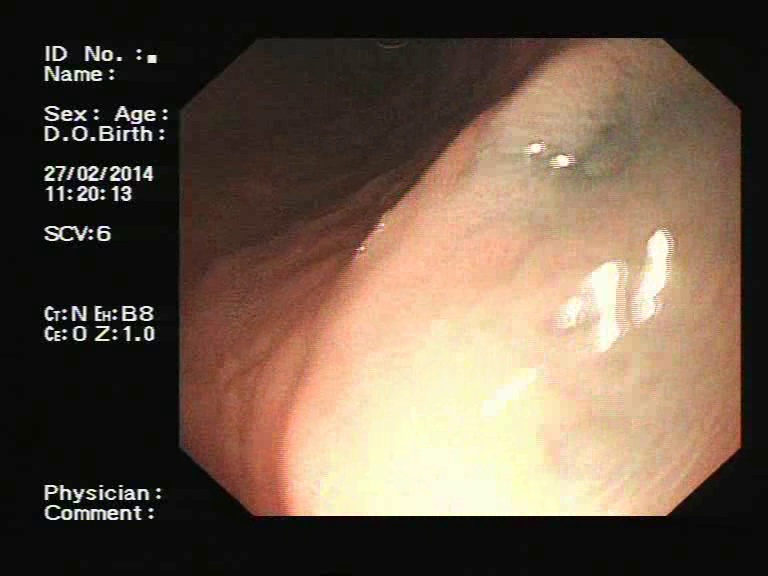 ID No. :
Name:
Sex: Age:
D.O.Birth:
27/02/2014
11:20:13
SCV:6
CT:N EH:B8
CE:0 Z:1.0
Physician:
Comment: